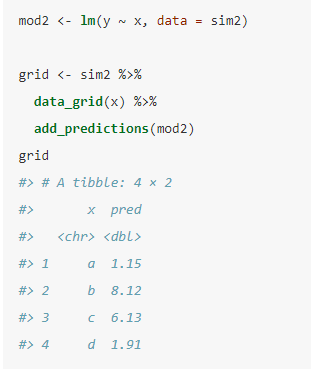 mod2 <- lm(y ~ x, data = sim2)
grid <- sim2 %>%
  data_grid(x) %>%
  add_predictions(mod2)
grid
#> # A tibble: 4 × 2
#>       x  pred
#>   <chr> <dbl>
#> 1     a  1.15
#> 2     b  8.12
#> 3     c  6.13
#> 4     d  1.91